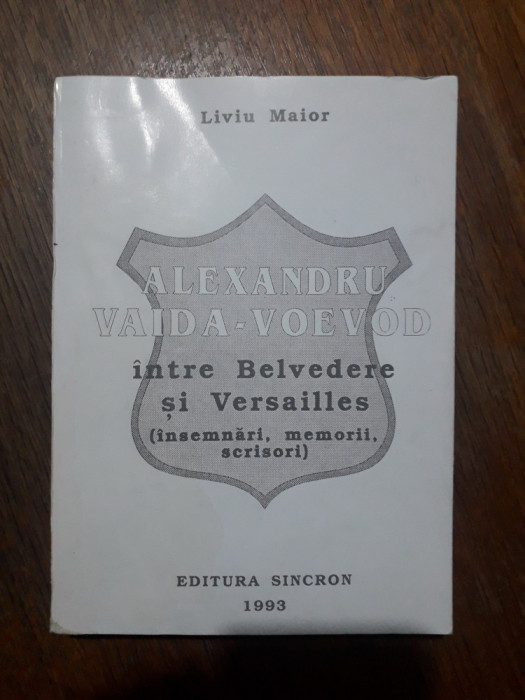 Liviu Maior
ALEXANDRU
VAIDA-VOEVOD
între Belvedere
și Versailles
(însemnări, memorii,
scrisori)
EDITURA SINCRON
1993